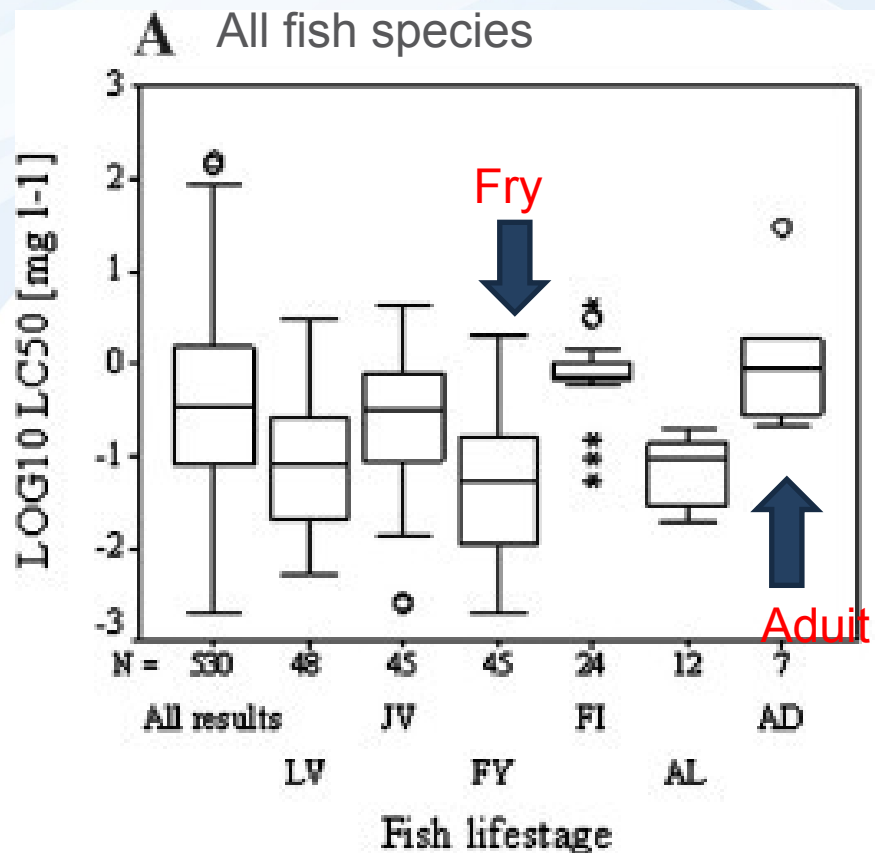 A All fish species
LOG10 LC50 [mg l-1]
3
2
1
0
-1
-2
-3
Fry
Aduit
N = 530 48 45 45 24 12 7
All results JV FI AD
LV FY AL
Fish lifestage